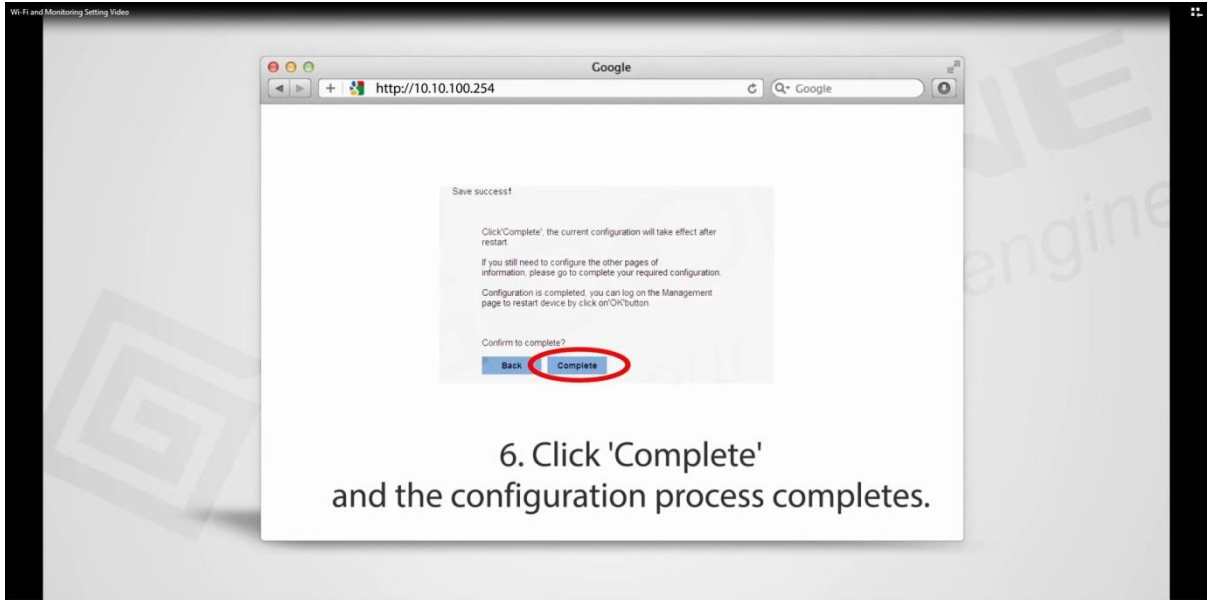 Wi-Fi and Monitoring Setting Video
Google
http://10.10.100.254
Google
Save success!
Click'Complete', the current configuration will take effect after
restart.
If you still need to configure the other pages of
information, please go to complete your required configuration.
Configuration is completed, you can log on the Management
page to restart device by click on'OK'button.
Confirm to complete?
Back
Complete
6. Click 'Complete'
and the configuration process completes.
engine